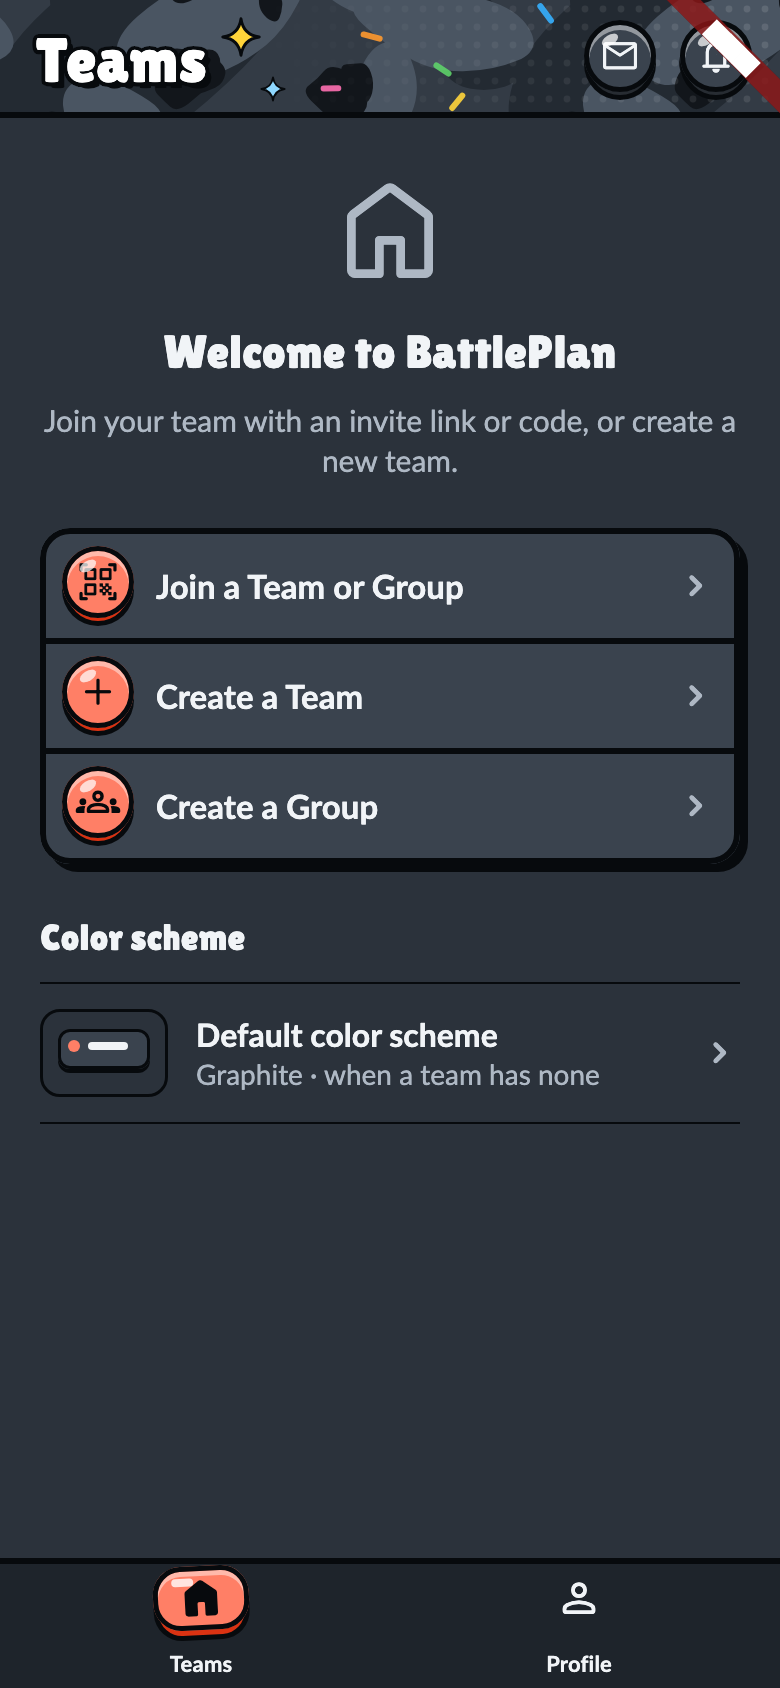 Teams
Welcome to BattlePlan
Join your team with an invite link or code, or create a
new team.
Join a Team or Group
Create a Team
Create a Group
Color scheme
Default color scheme
Graphite · when a team has none
Teams
Profile